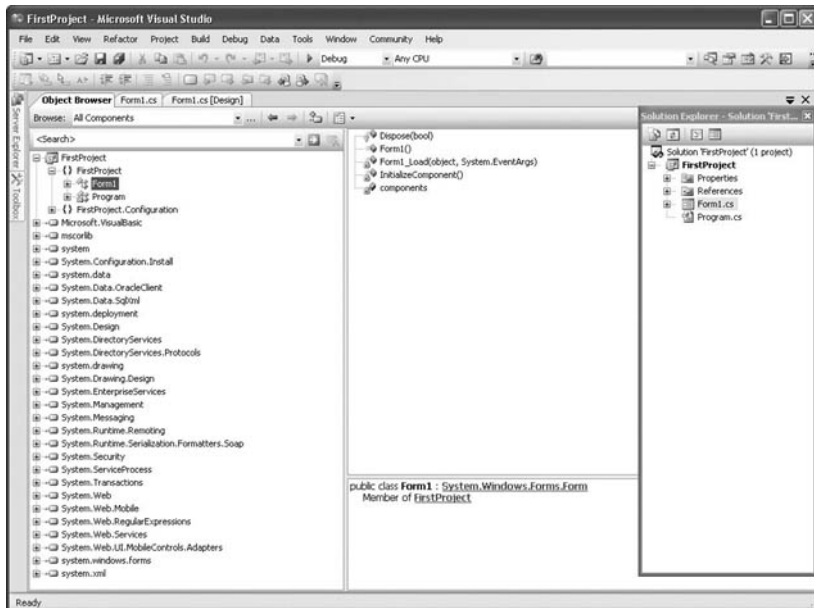 FirstProject - Microsoft Visual Studio
File Edit View Refactor Project Build Debug Data Tools Window Community Help
Debug Any CPU
Object Browser Form1.cs Form1.cs [Design]
Browse: All Components ...
<Search>
FirstProject
{} FirstProject
Form1
Program
{} FirstProject.Configuration
Microsoft.VisualBasic
mscorlib
system
System.Configuration.Install
system.data
System.Data.OracleClient
System.Data.SqlXml
system.deployment
System.Design
System.DirectoryServices
System.DirectoryServices.Protocols
system.drawing
System.Drawing.Design
System.EnterpriseServices
System.Management
System.Messaging
System.Runtime.Remoting
System.Runtime.Serialization.Formatters.Soap
System.Security
System.ServiceProcess
System.Transactions
System.Web
System.Web.Mobile
System.Web.RegularExpressions
System.Web.Services
System.Web.UI.MobileControls.Adapters
system.windows.forms
system.xml
Dispose(bool)
Form1()
Form1_Load(object, System.EventArgs)
InitializeComponent()
components
public class Form1 : System.Windows.Forms.Form
Member of FirstProject
Solution Explorer - Solution 'First...
Solution 'FirstProject' (1 project)
FirstProject
Properties
References
Form1.cs
Program.cs
Server Explorer
Toolbox
Ready